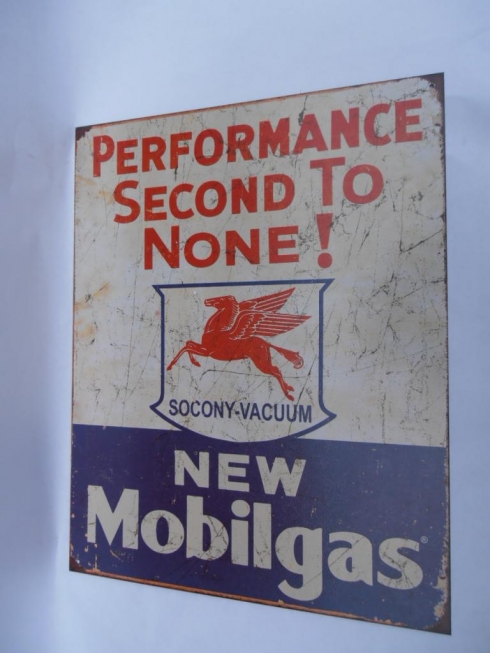 PERFORMANCE
SECOND TO
NONE!
SOCONY-VACUUM
NEW
Mobilgas